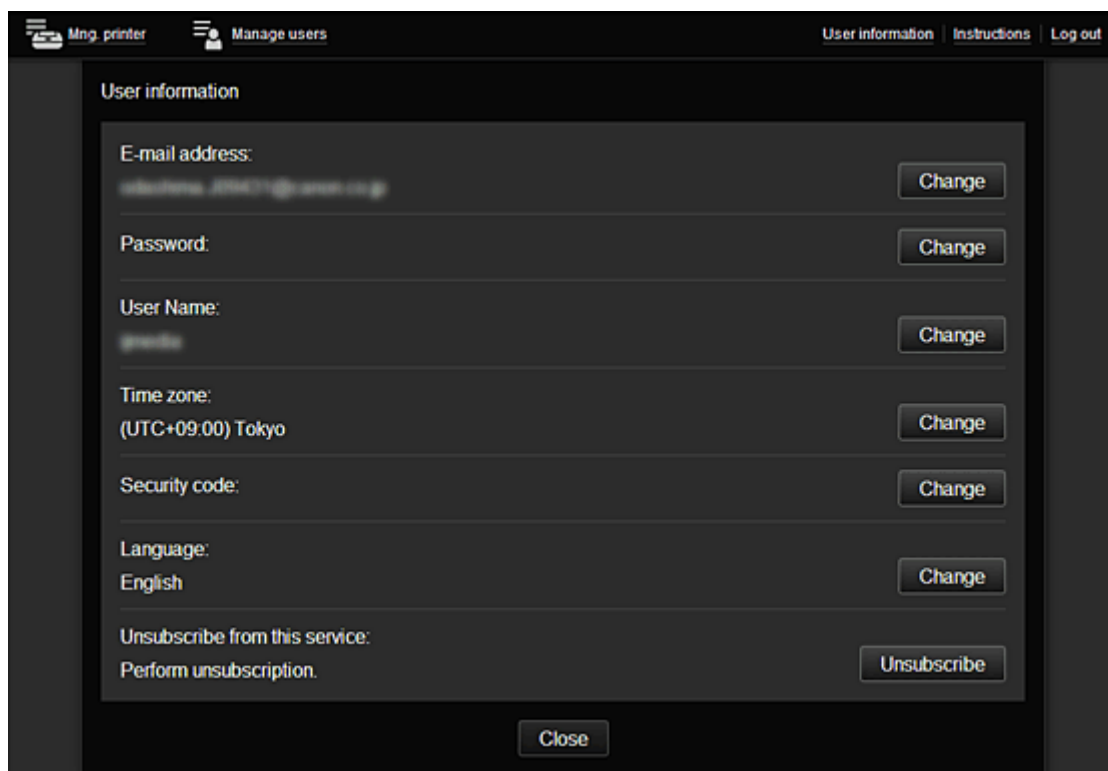 Mng. printer Manage users User information Instructions Log out
User information
E-mail address:
Change
Password:
Change
User Name:
Change
Time zone:
(UTC+09:00) Tokyo
Change
Security code:
Change
Language:
English
Change
Unsubscribe from this service:
Perform unsubscription.
Unsubscribe
Close